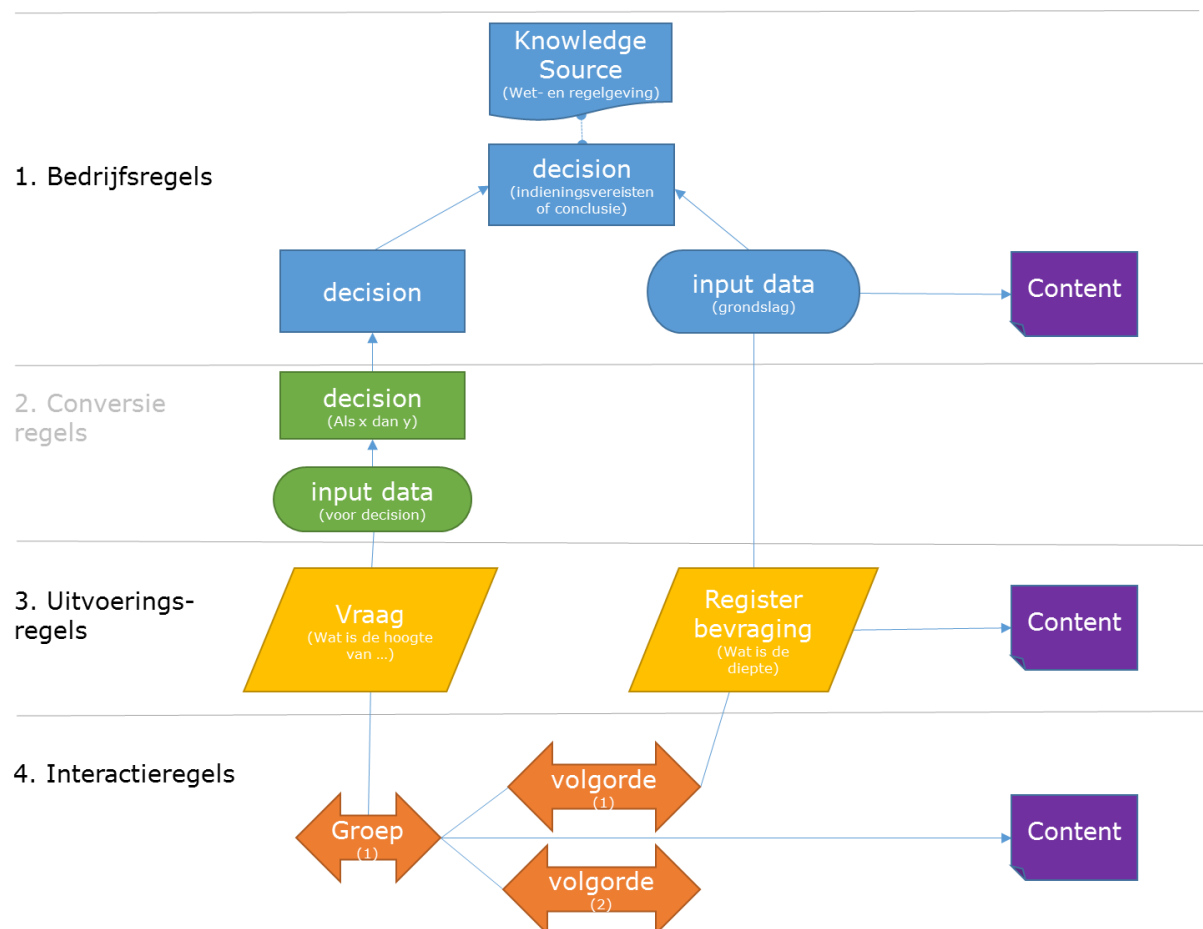 Knowledge
Source
(Wet- en regelgeving)
1. Bedrijfsregels
decision
(indieningsvereisten
of conclusie)
decision
input data
(grondslag)
Content
2. Conversie
regels
decision
(Als x dan y)
input data
(voor decision)
3. Uitvoerings-
regels
Vraag
(Wat is de hoogte
van …)
Register
bevraging
(Wat is de
diepte)
Content
4. Interactieregels
volgorde
(1)
Groep
(1)
Content
volgorde
(2)